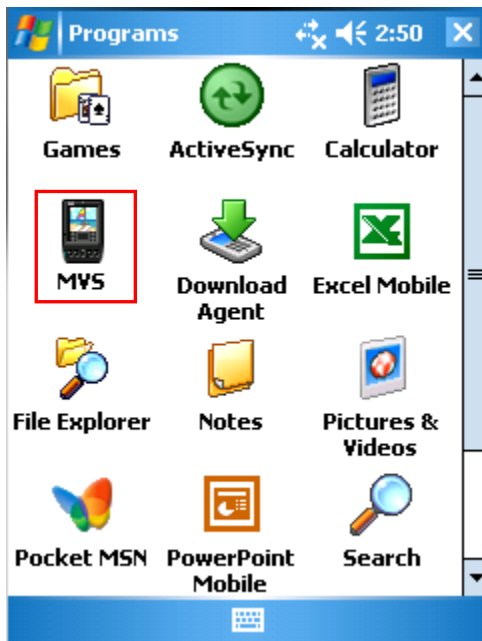 Programs 2:50
Games ActiveSync Calculator
MVS Download Agent Excel Mobile
File Explorer Notes Pictures & Videos
Pocket MSN PowerPoint Mobile Search